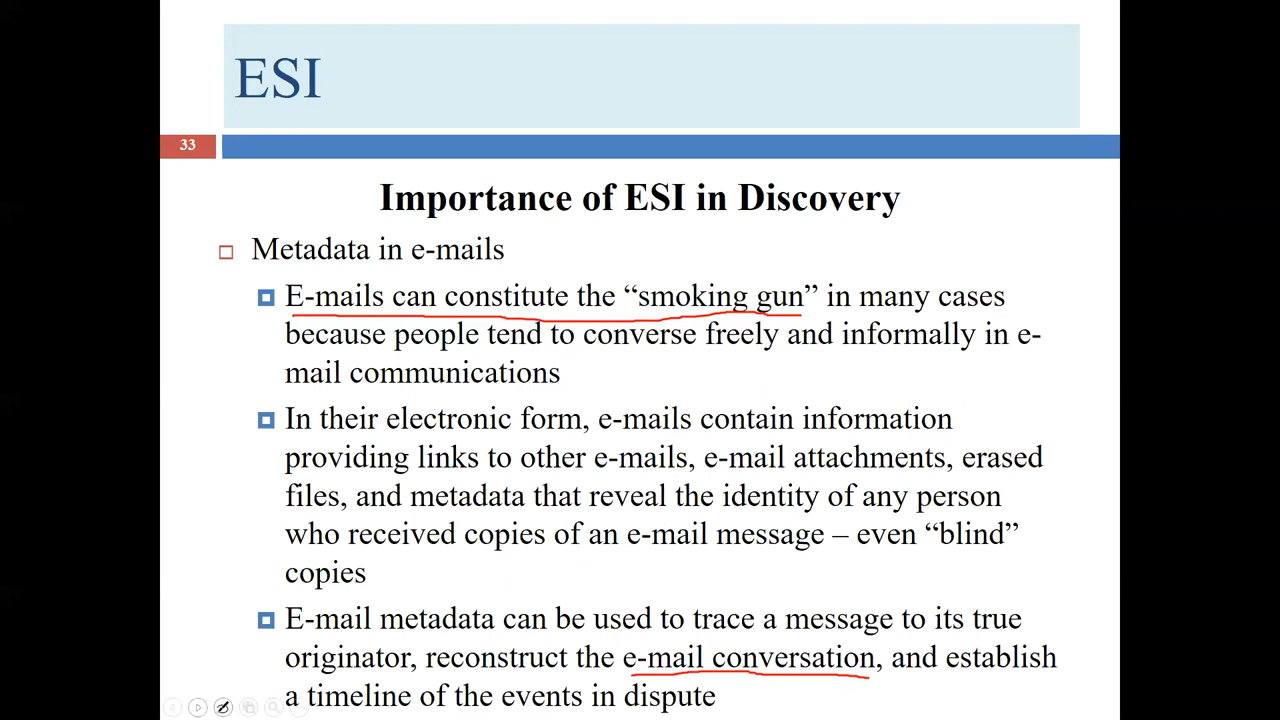 ESI
33
Importance of ESI in Discovery
Metadata in e-mails
E-mails can constitute the “smoking gun” in many cases
because people tend to converse freely and informally in e-
mail communications
In their electronic form, e-mails contain information
providing links to other e-mails, e-mail attachments, erased
files, and metadata that reveal the identity of any person
who received copies of an e-mail message – even “blind”
copies
E-mail metadata can be used to trace a message to its true
originator, reconstruct the e-mail conversation, and establish
a timeline of the events in dispute